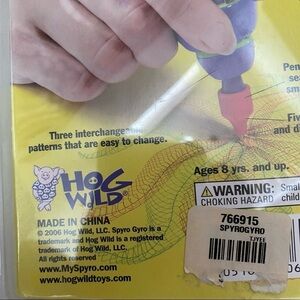 Pen
Three interchangeable
patterns that are easy to change.
Ages 8 yrs. and up.
HOG
WILD
WARNING:
CHOKING HAZARD
MADE IN CHINA
© 2006 Hog Wild, LLC. Spyro Gyro is a
trademark and Hog Wild is a registered
trademark of Hog Wild, LLC.
All rights reserved
www.MySpyro.com
www.hogwildtoys.com
766915
SPYROGYRO